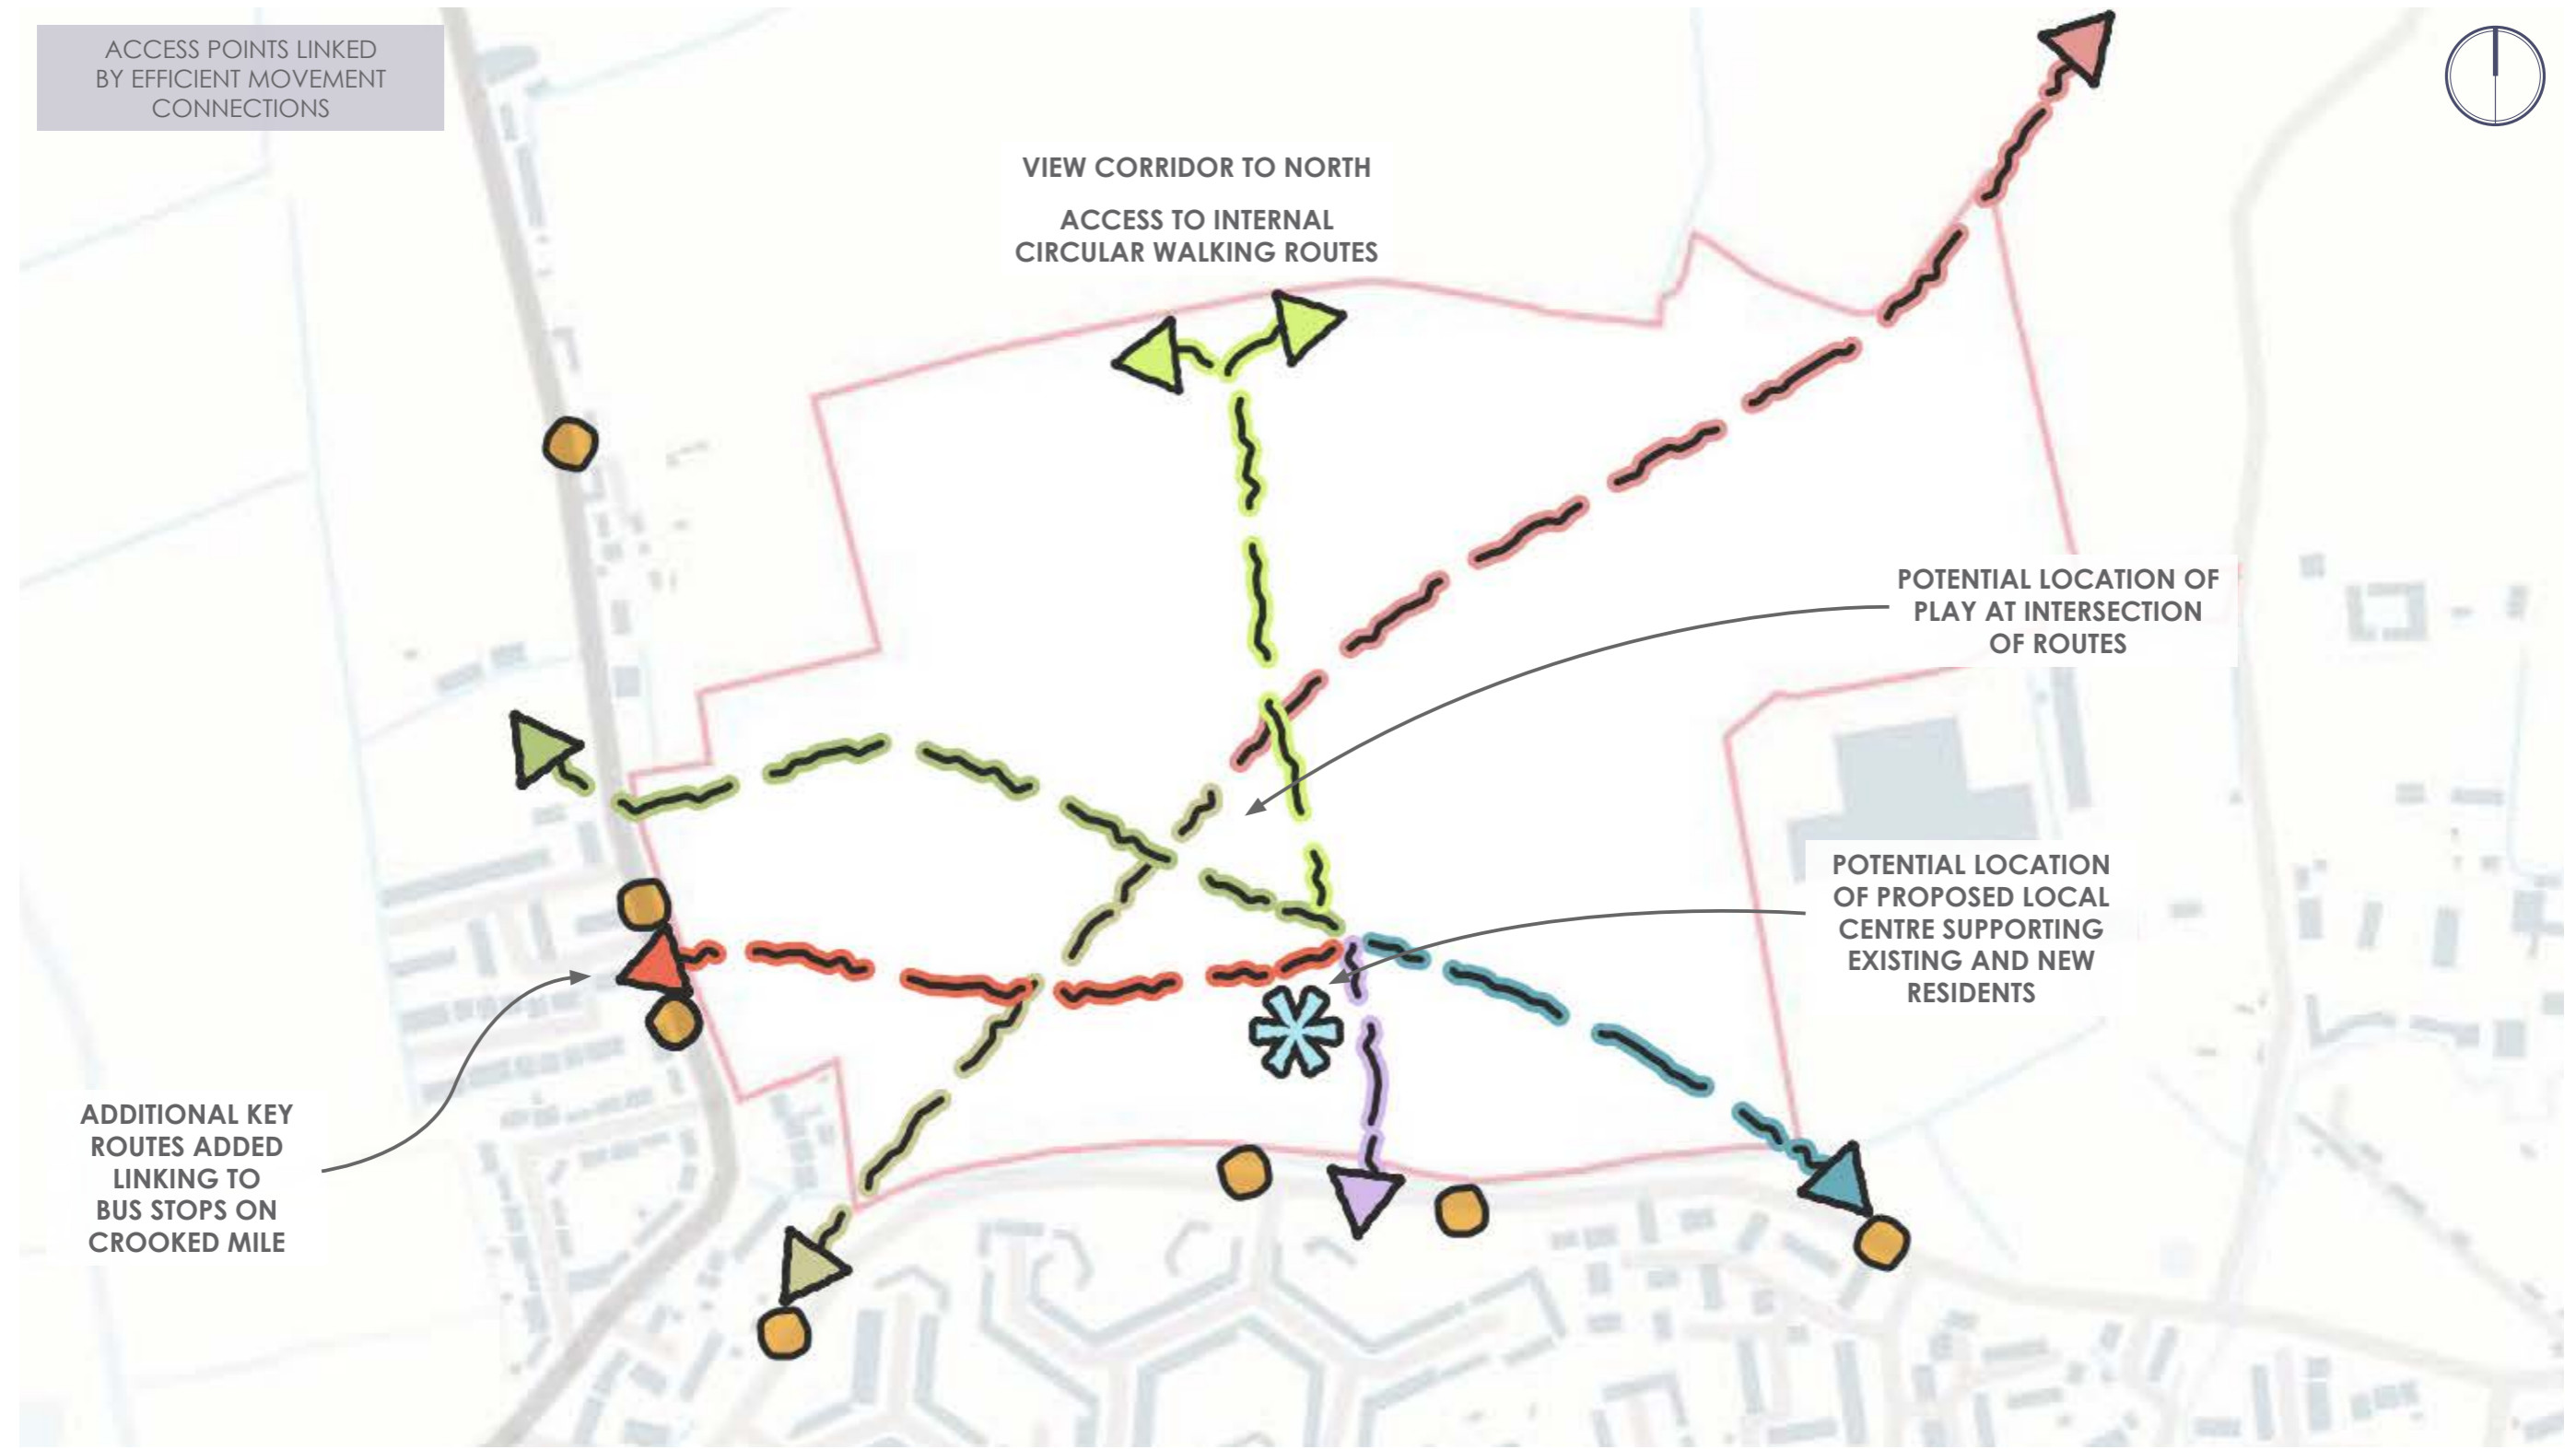 ACCESS POINTS LINKED
BY EFFICIENT MOVEMENT
CONNECTIONS
VIEW CORRIDOR TO NORTH
ACCESS TO INTERNAL
CIRCULAR WALKING ROUTES
POTENTIAL LOCATION OF
PLAY AT INTERSECTION
OF ROUTES
POTENTIAL LOCATION
OF PROPOSED LOCAL
CENTRE SUPPORTING
EXISTING AND NEW
RESIDENTS
ADDITIONAL KEY
ROUTES ADDED
LINKING TO
BUS STOPS ON
CROOKED MILE